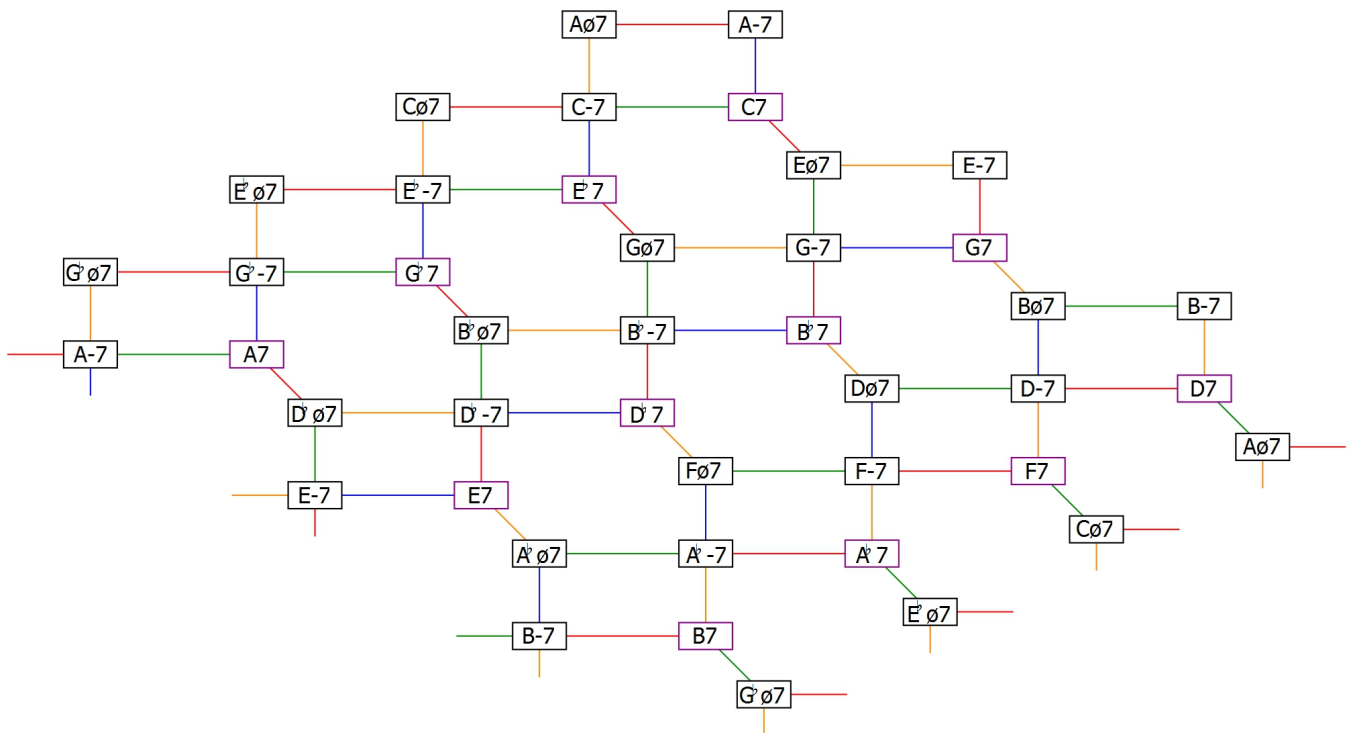 Aø7 A-7
Cø7 C-7 C7
Eø7 E-7
E♭ø7 E♭-7 E♭7
Gø7 G-7 G7
G♭ø7 G♭-7 G♭7
Bø7 B-7
B♭ø7 B♭-7 B♭7
A-7 A7
Dø7 D-7 D7
D♭ø7 D♭-7 D♭7
Aø7
Fø7 F-7 F7
E-7 E7
Cø7
A♭ø7 A♭-7 A♭7
E♭ø7
B-7 B7
G♭ø7